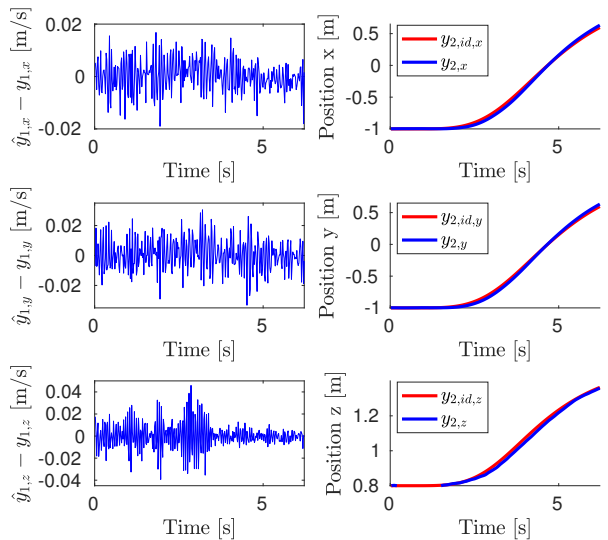 0.02
0
-0.02
0 5
Time [s]
ŷ₁,ₓ − y₁,ₓ [m/s]
0.5
0
-0.5
-1
0 5
Time [s]
Position x [m]
y₂,id,x
y₂,x
0.02
0
-0.02
0 5
Time [s]
ŷ₁,y − y₁,y [m/s]
0.5
0
-0.5
-1
0 5
Time [s]
Position y [m]
y₂,id,y
y₂,y
0.04
0.02
0
-0.02
-0.04
0 5
Time [s]
ŷ₁,z − y₁,z [m/s]
1.2
1
0.8
0 5
Time [s]
Position z [m]
y₂,id,z
y₂,z